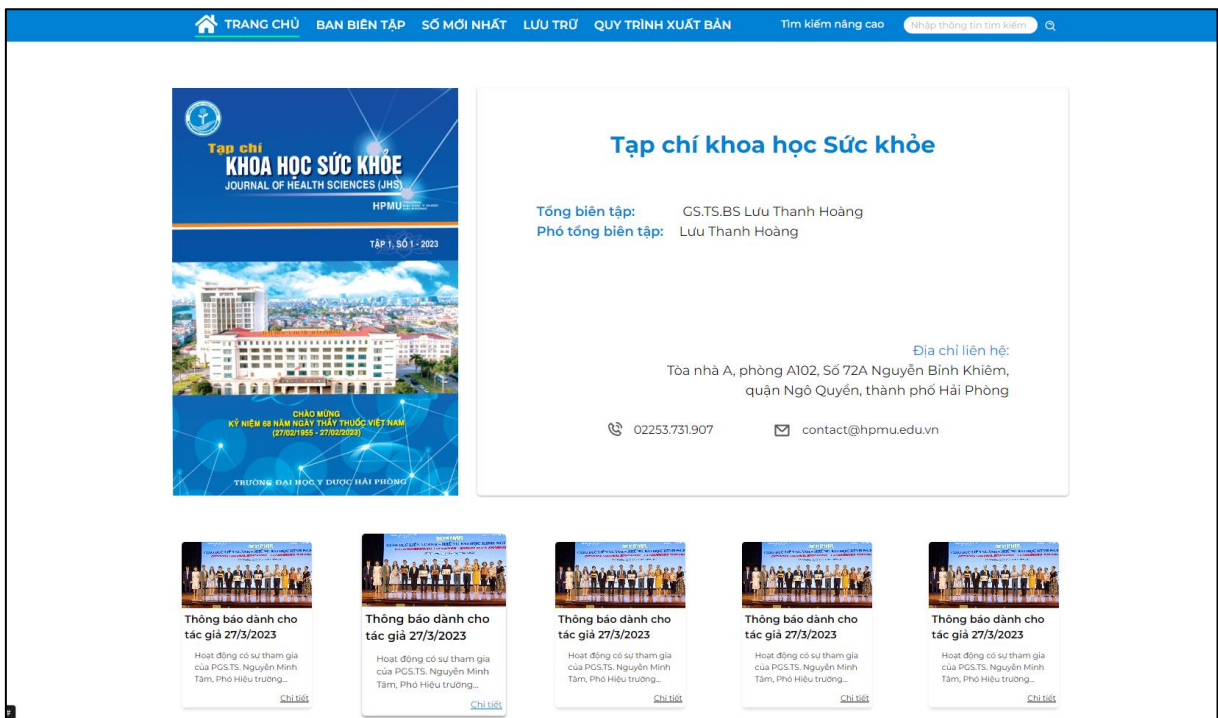 TRANG CHỦ BAN BIÊN TẬP SỐ MỚI NHẤT LƯU TRỮ QUY TRÌNH XUẤT BẢN Tìm kiếm nâng cao Nhập thông tin tìm kiếm
Tạp chí
KHOA HỌC SỨC KHỎE
JOURNAL OF HEALTH SCIENCES (JHS)
HPMU
TẬP 1, SỐ 1 - 2023
CHÀO MỪNG
KỶ NIỆM 68 NĂM NGÀY THẦY THUỐC VIỆT NAM
(27/02/1955 - 27/02/2023)
TRƯỜNG ĐẠI HỌC Y DƯỢC HẢI PHÒNG
Tạp chí khoa học Sức khỏe
Tổng biên tập: GS.TS.BS Lưu Thanh Hoàng
Phó tổng biên tập: Lưu Thanh Hoàng
Địa chỉ liên hệ:
Tòa nhà A, phòng A102, Số 72A Nguyễn Bỉnh Khiêm,
quận Ngô Quyền, thành phố Hải Phòng
02253.731.907 contact@hpmu.edu.vn
Thông báo dành cho
tác giả 27/3/2023
Hoạt động có sự tham gia
của PGS.TS. Nguyễn Minh
Tâm, Phó Hiệu trưởng...
Chi tiết
Thông báo dành cho
tác giả 27/3/2023
Hoạt động có sự tham gia
của PGS.TS. Nguyễn Minh
Tâm, Phó Hiệu trưởng...
Chi tiết
Thông báo dành cho
tác giả 27/3/2023
Hoạt động có sự tham gia
của PGS.TS. Nguyễn Minh
Tâm, Phó Hiệu trưởng...
Chi tiết
Thông báo dành cho
tác giả 27/3/2023
Hoạt động có sự tham gia
của PGS.TS. Nguyễn Minh
Tâm, Phó Hiệu trưởng...
Chi tiết
Thông báo dành cho
tác giả 27/3/2023
Hoạt động có sự tham gia
của PGS.TS. Nguyễn Minh
Tâm, Phó Hiệu trưởng...
Chi tiết